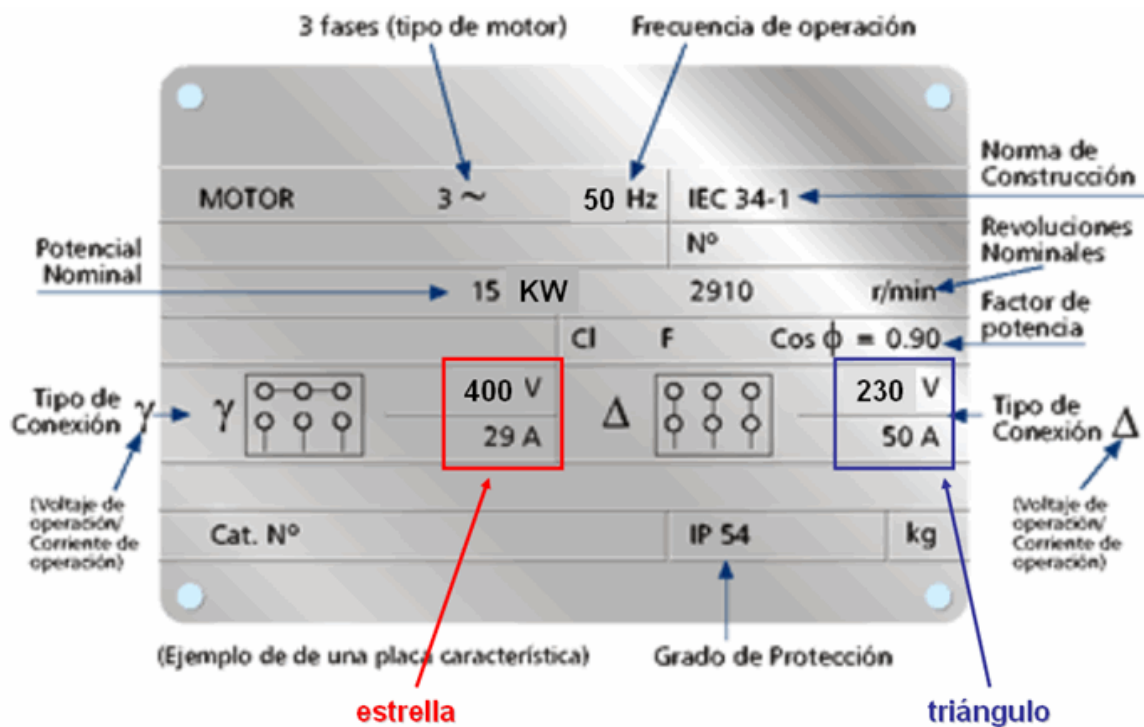 3 fases (tipo de motor)
Frecuencia de operación
Norma de
Construcción
MOTOR 3 ~ 50 Hz IEC 34-1
Nº
Revoluciones
Nominales
Potencial
Nominal
15 KW 2910 r/min
Factor de
potencia
Cl F Cos ϕ = 0.90
Tipo de
Conexión γ
γ 400 V Δ 230 V
29 A 50 A
Tipo de
Conexión Δ
(Voltaje de
operación/
Corriente de
operación)
(Voltaje de
operación/
Corriente de
operación)
Cat. Nº IP 54 kg
(Ejemplo de de una placa característica)
Grado de Protección
estrella
triángulo